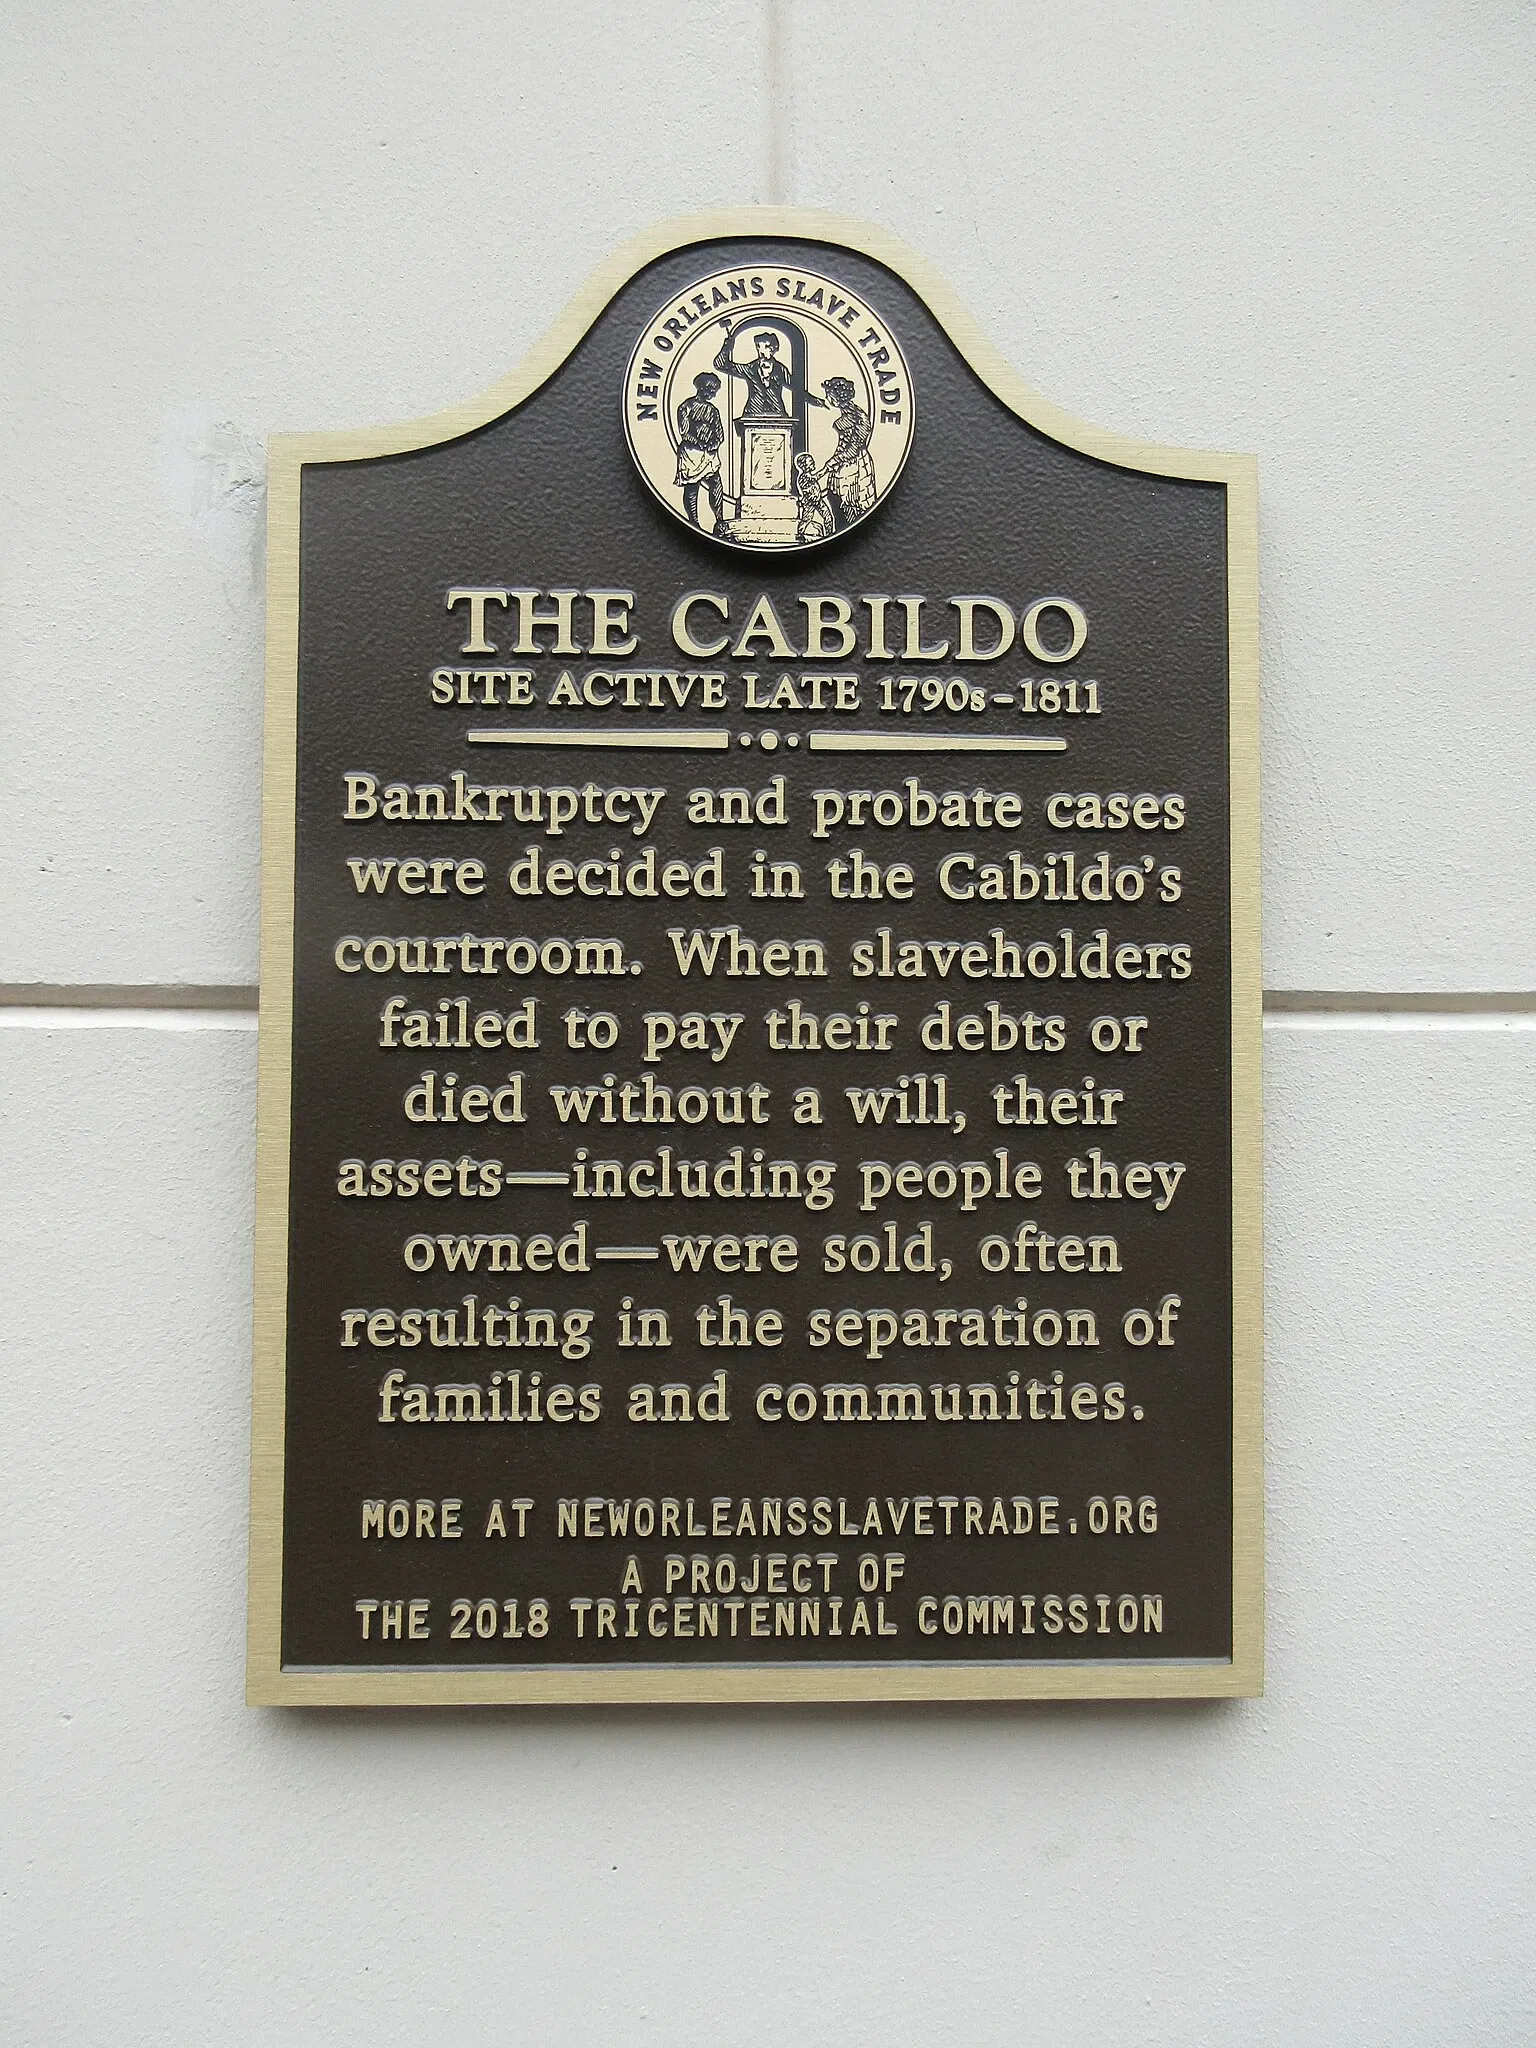 NEW ORLEANS SLAVE TRADE
THE CABILDO
SITE ACTIVE LATE 1790s–1811
Bankruptcy and probate cases
were decided in the Cabildo's
courtroom. When slaveholders
failed to pay their debts or
died without a will, their
assets—including people they
owned—were sold, often
resulting in the separation of
families and communities.
MORE AT NEWORLEANSSLAVETRADE.ORG
A PROJECT OF
THE 2018 TRICENTENNIAL COMMISSION